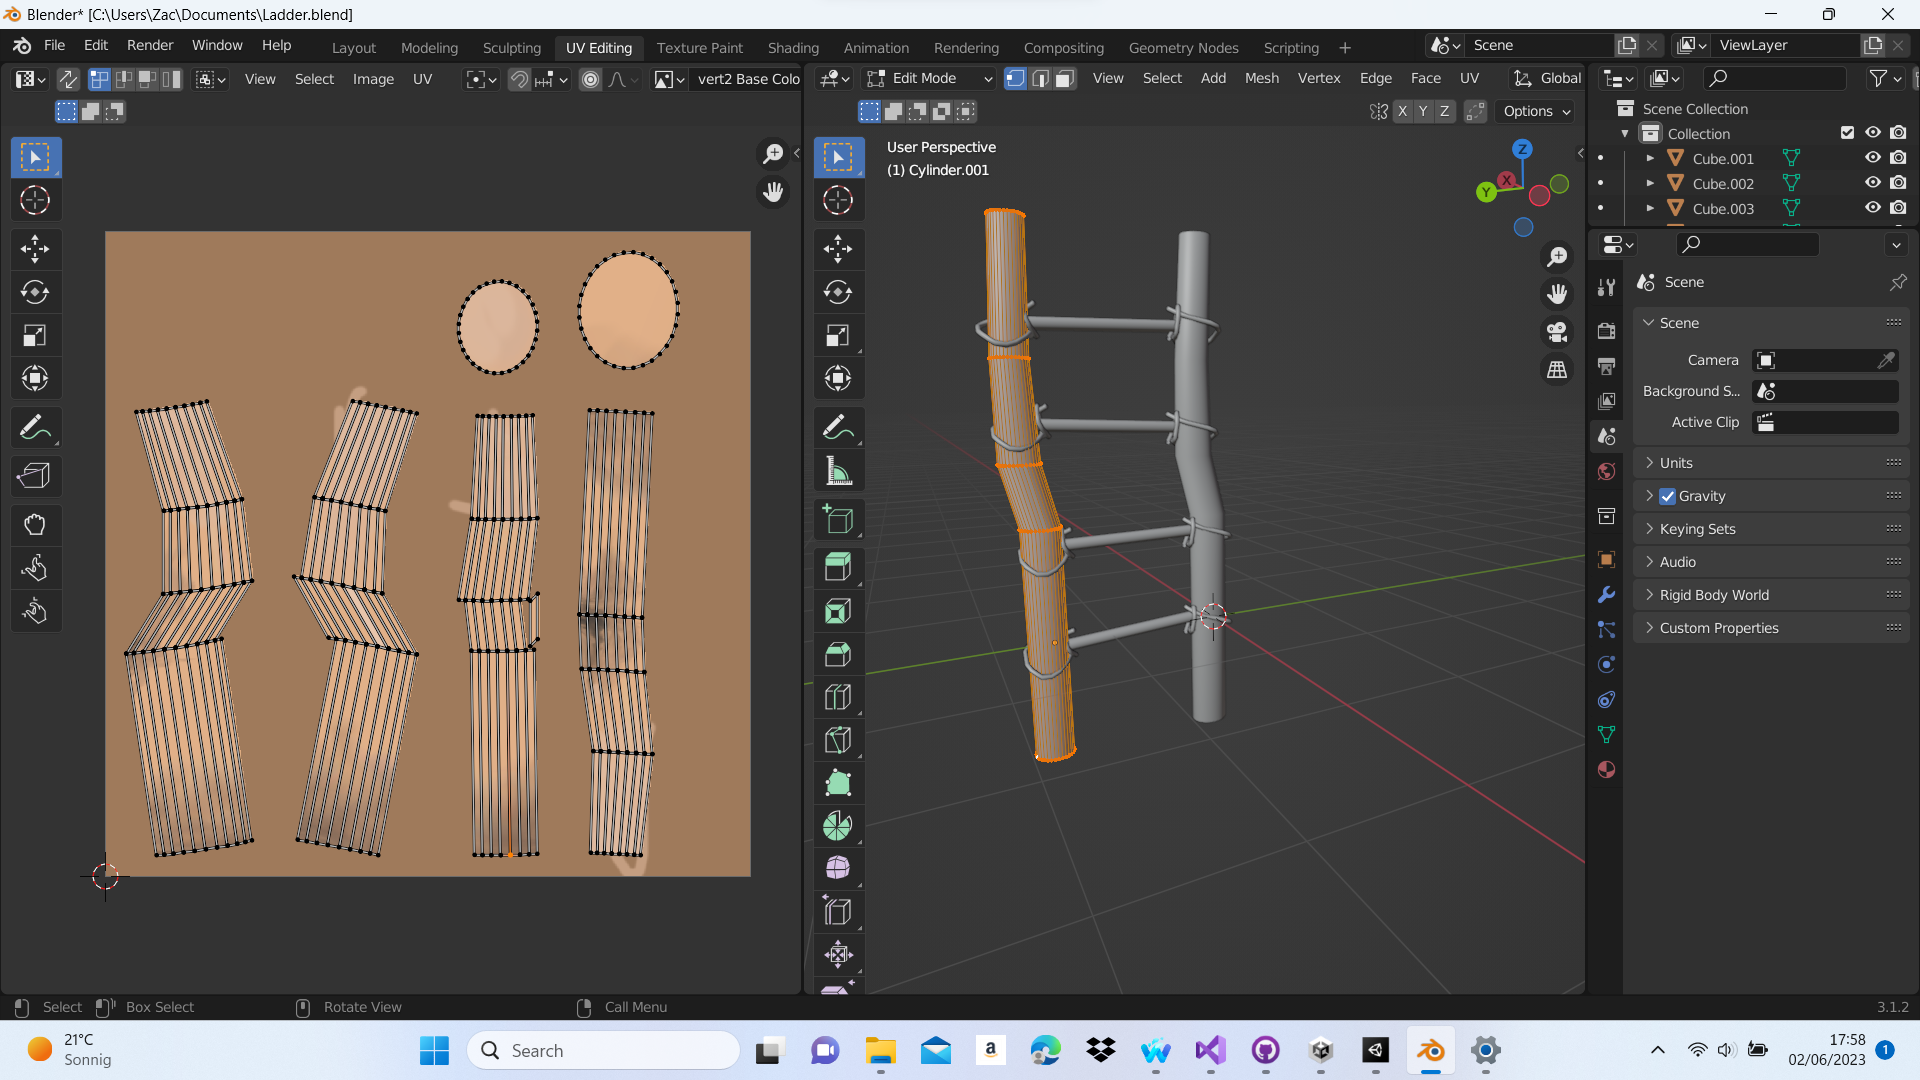 Blender* [C:\Users\Zac\Documents\Ladder.blend]
File Edit Render Window Help Layout Modeling Sculpting UV Editing Texture Paint Shading Animation Rendering Compositing Geometry Nodes Scripting + Scene ViewLayer
View Select Image UV vert2 Base Colo Edit Mode View Select Add Mesh Vertex Edge Face UV Global
X Y Z Options
User Perspective
(1) Cylinder.001
Z
X
Y
Scene Collection
Collection
Cube.001
Cube.002
Cube.003
Scene
Scene
Camera
Background S...
Active Clip
Units
Gravity
Keying Sets
Audio
Rigid Body World
Custom Properties
Select Box Select Rotate View Call Menu 3.1.2
21°C
Sonnig
Search
a
17:58
02/06/2023
1